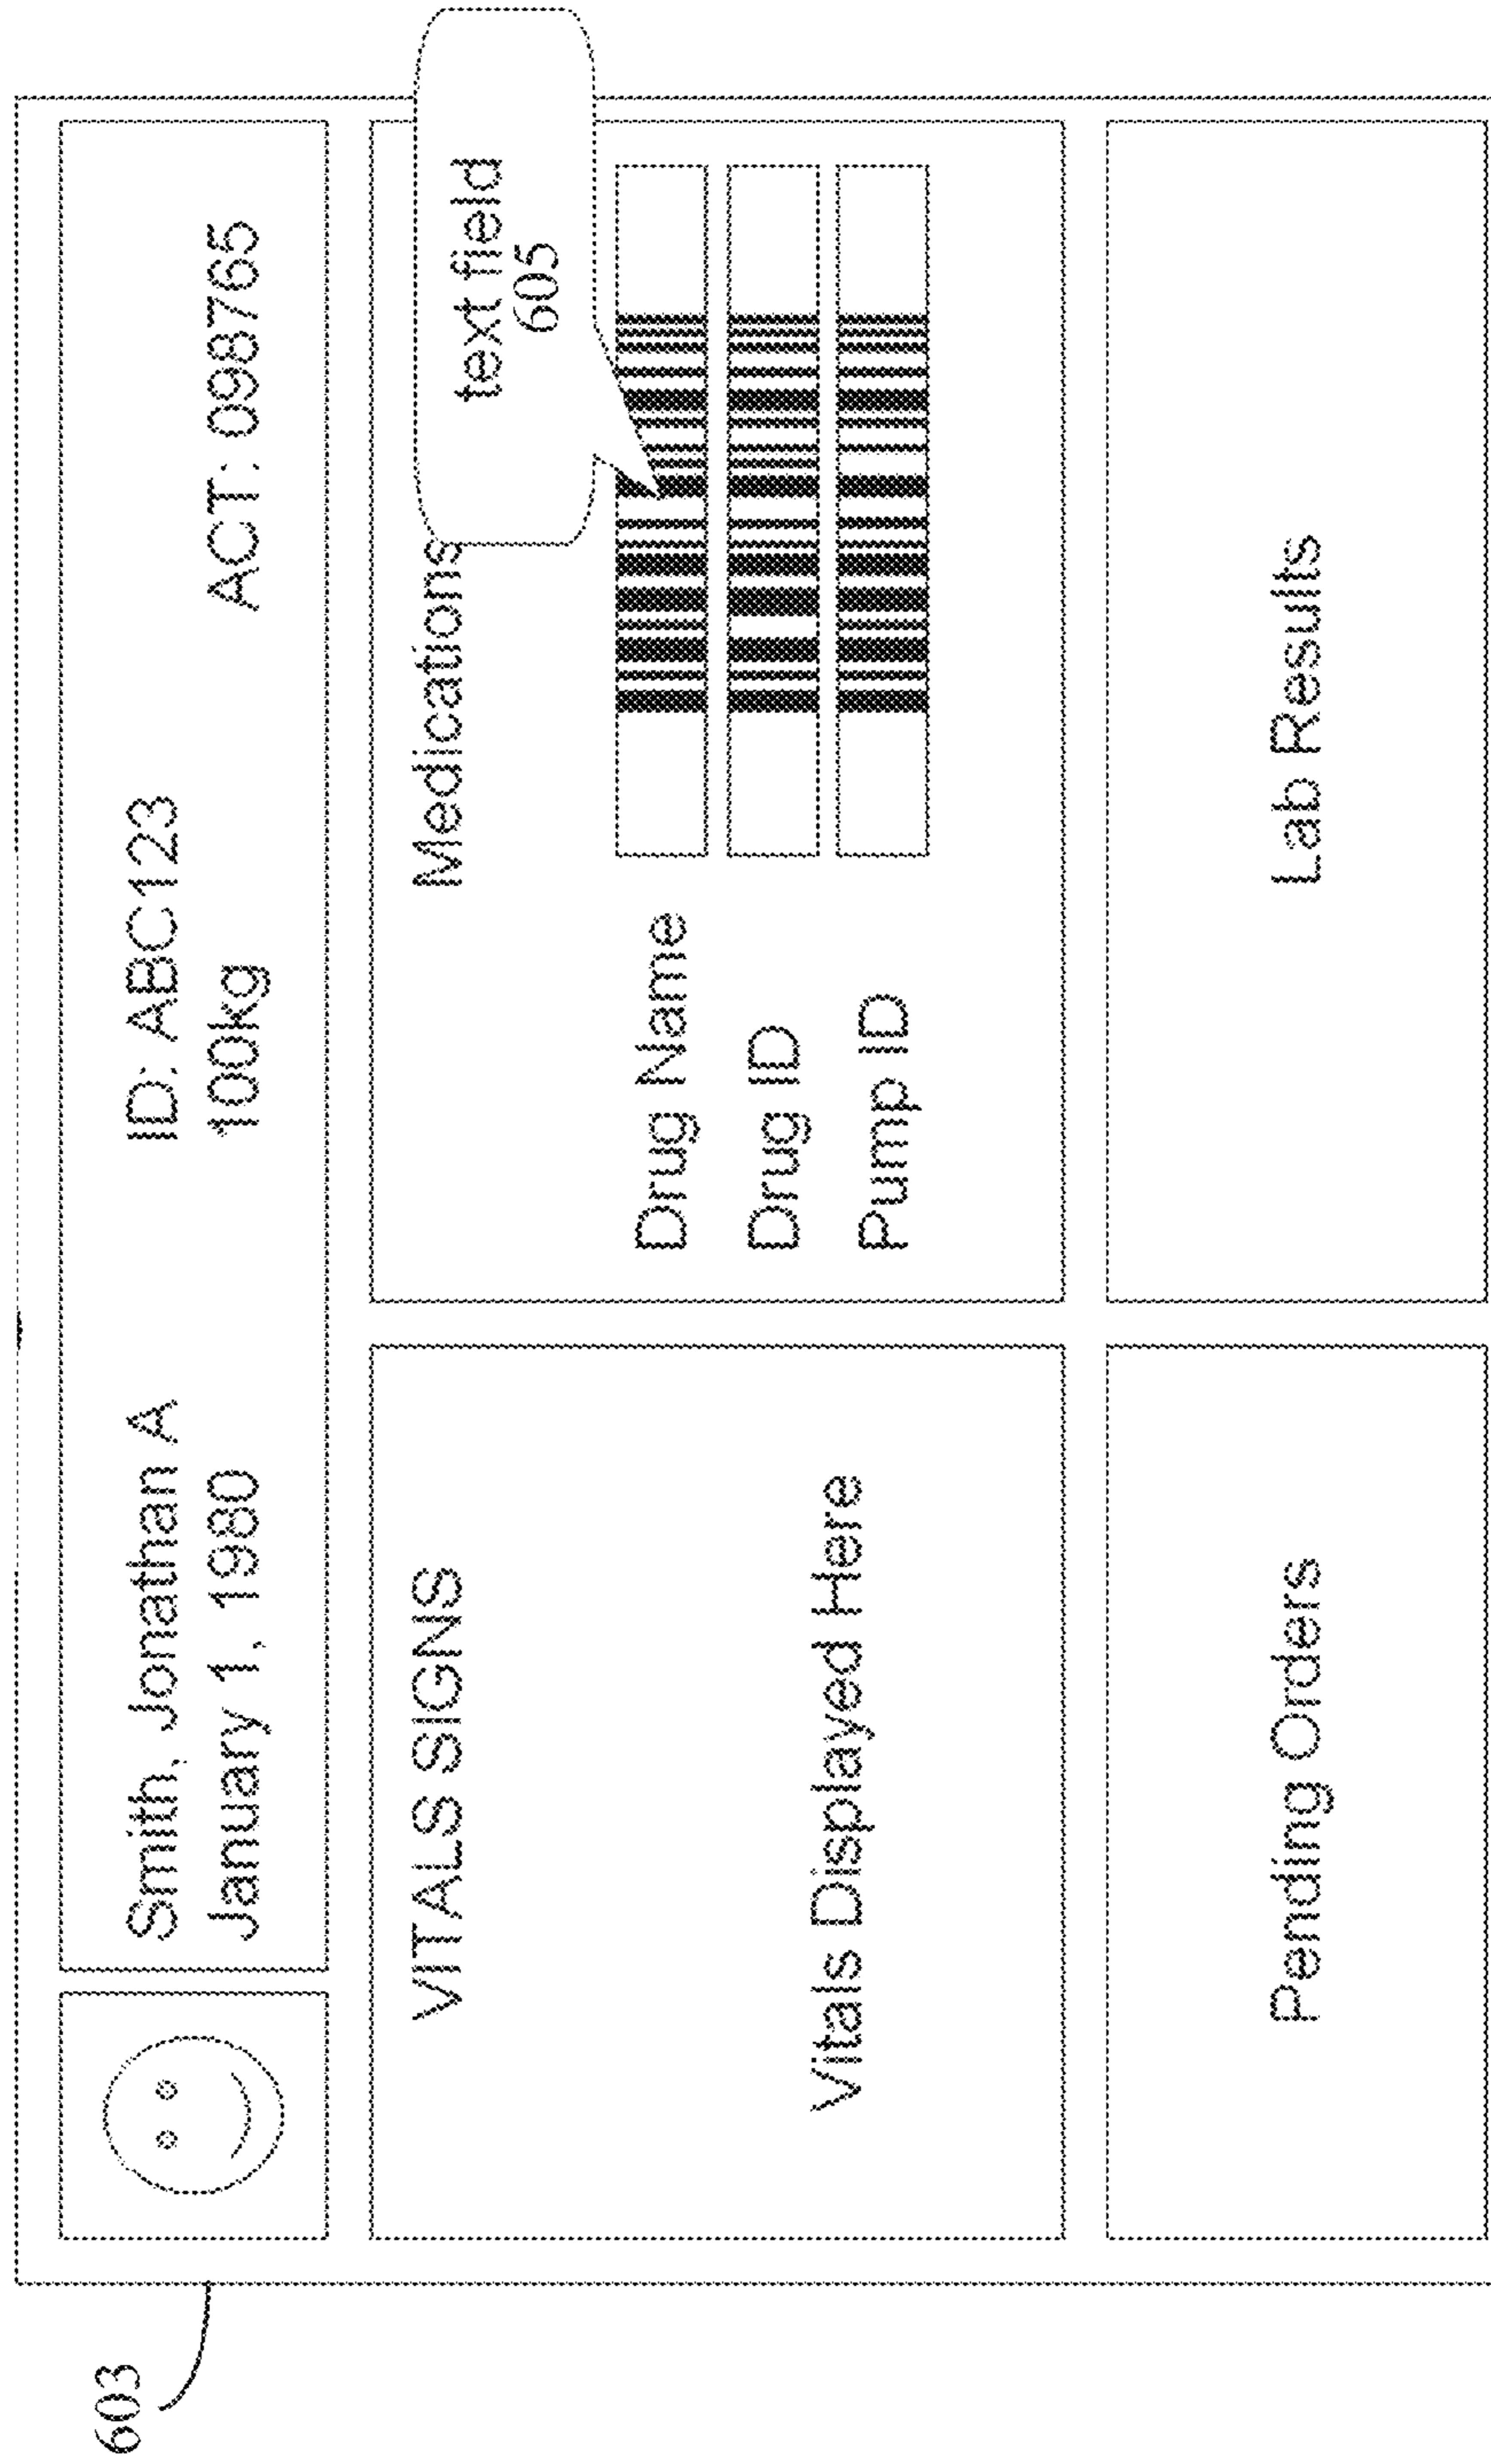 603
Smith, Jonathan A
ID: ABC123
January 1, 1980
100kg
ACT: 098765
VITALS SIGNS
Vitals Displayed Here
Medications
text field
605
Drug Name
Drug ID
Pump ID
Pending Orders
Lab Results